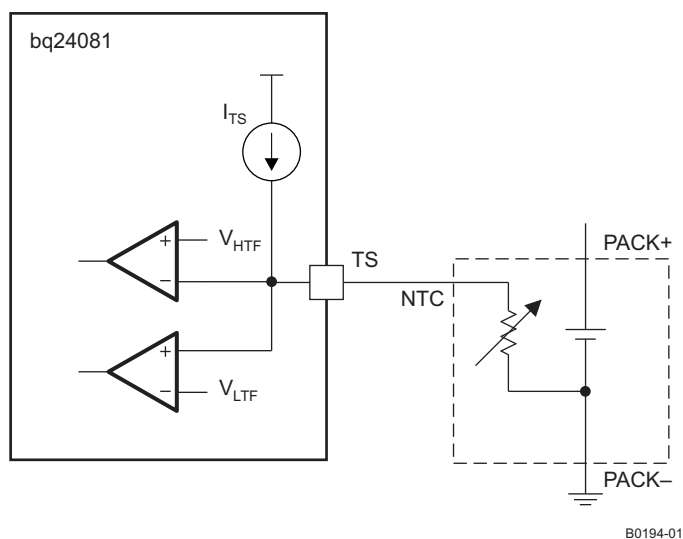 bq24081
I_TS
+
V_HTF
−
TS
PACK+
NTC
+
−
V_LTF
PACK–
B0194-01